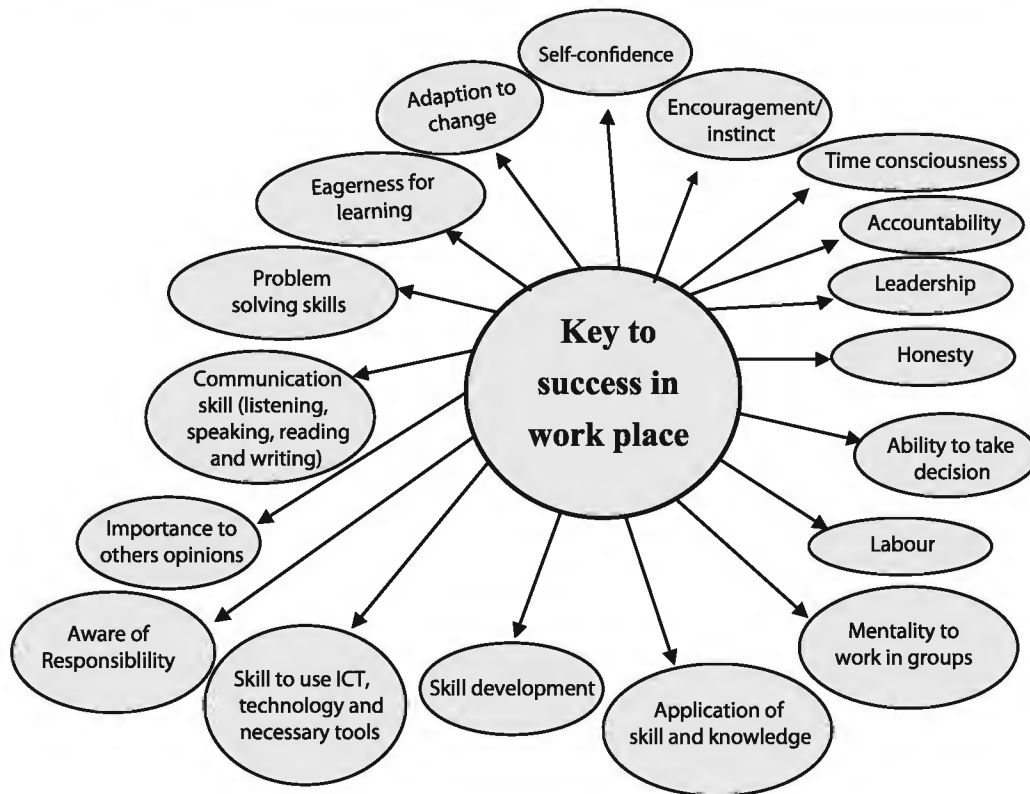 Key to
success in
work place
Self-confidence
Encouragement/
instinct
Time consciousness
Accountability
Leadership
Honesty
Ability to take
decision
Labour
Mentality to
work in groups
Application of
skill and knowledge
Skill development
Skill to use ICT,
technology and
necessary tools
Aware of
Responsiblility
Importance to
others opinions
Communication
skill (listening,
speaking, reading
and writing)
Problem
solving skills
Eagerness for
learning
Adaption to
change